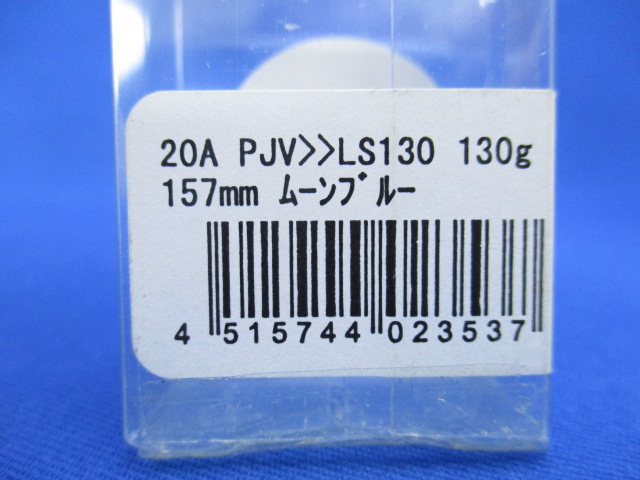 20A PJV>>LS130 130g
157mm ﾑｰﾝﾌﾞﾙｰ
4 515744 023537